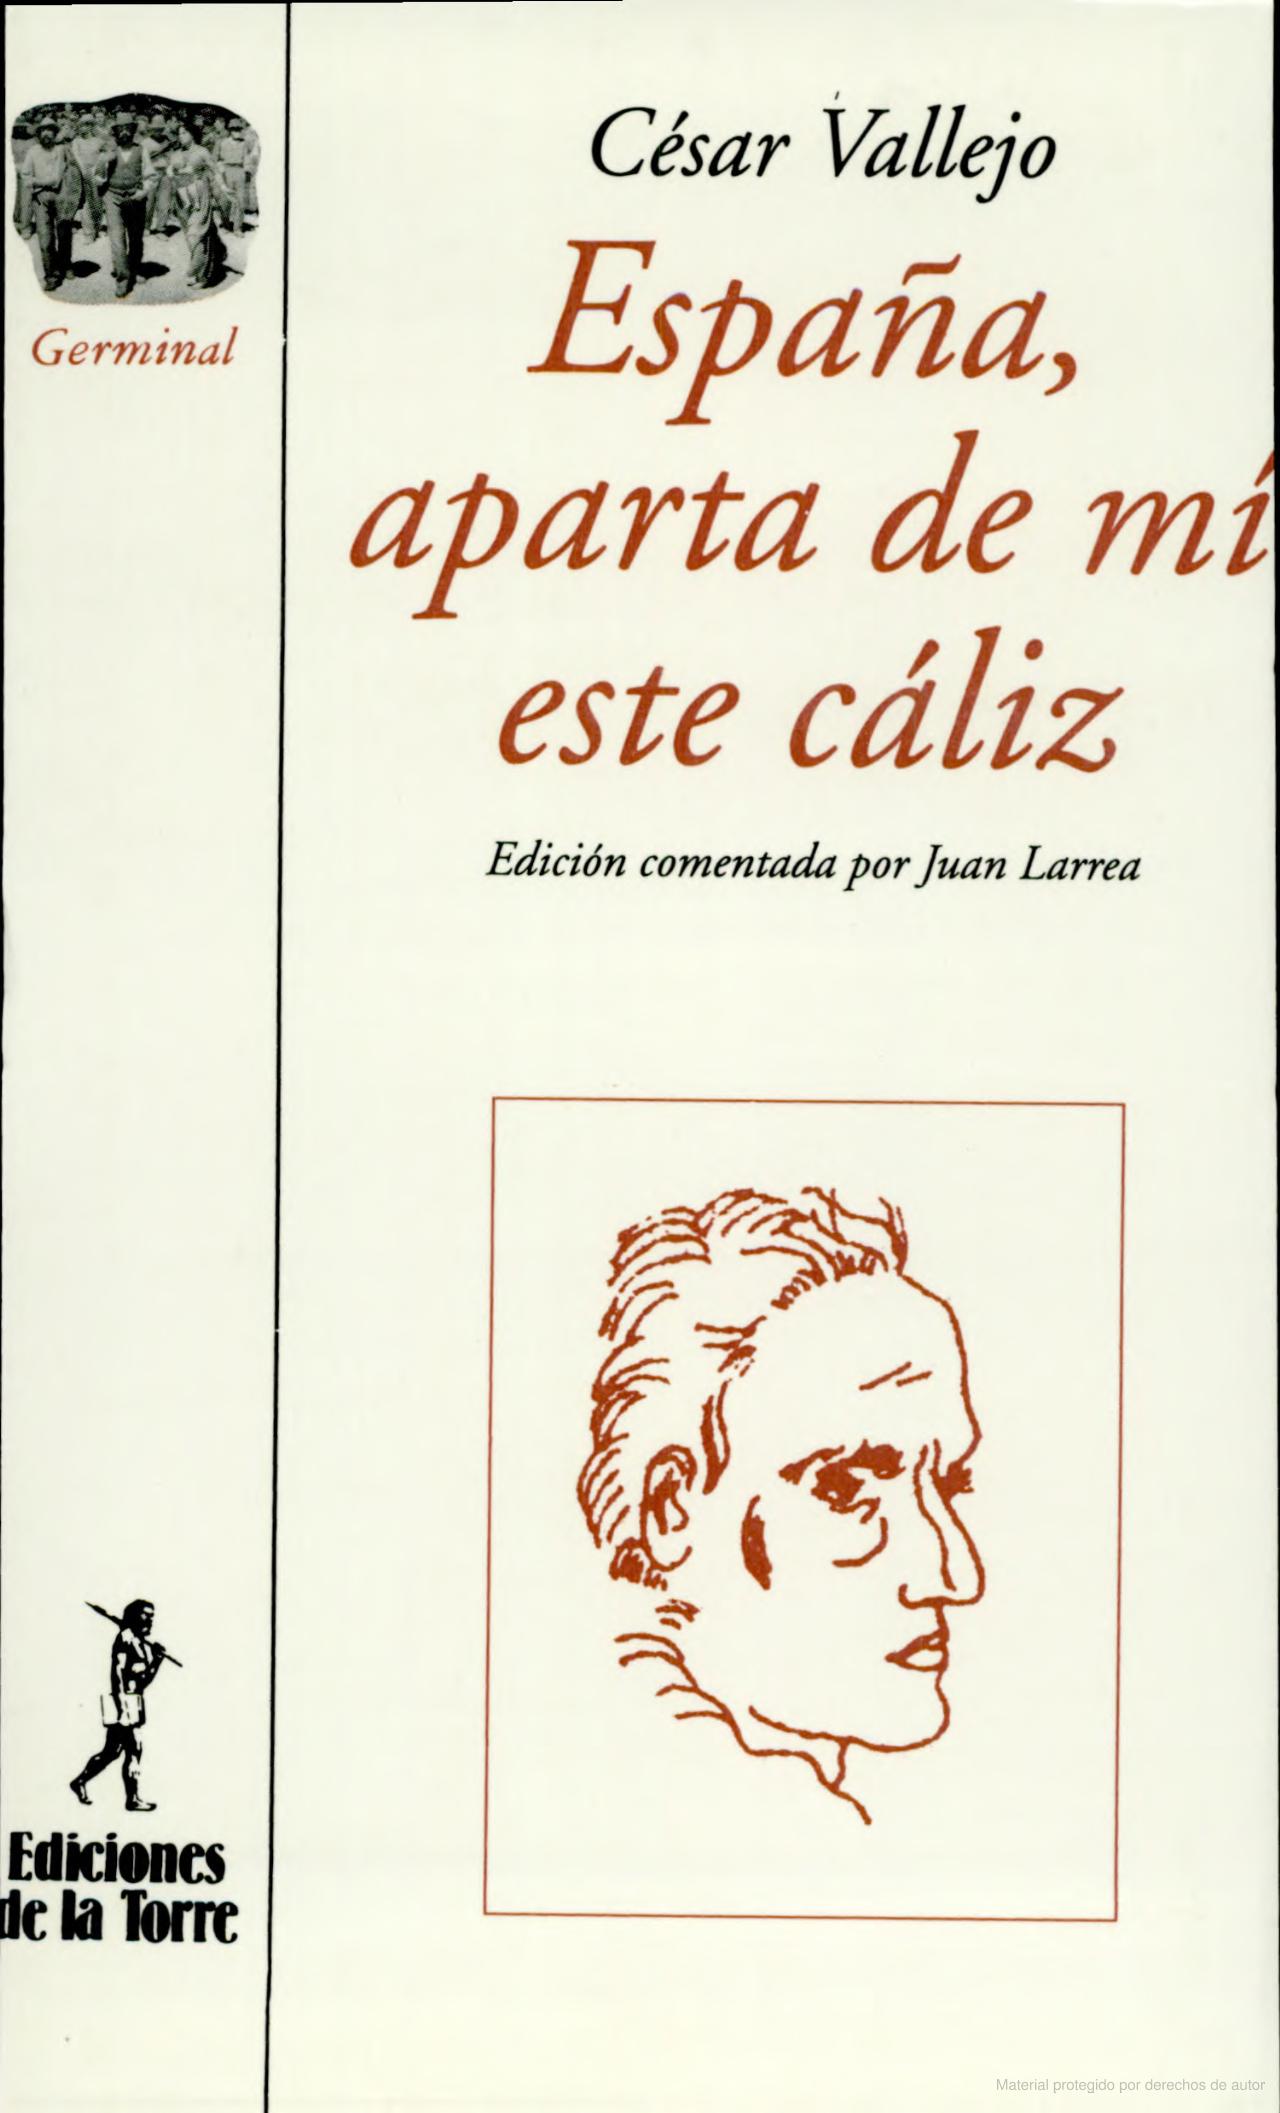 Germinal
César Vallejo
España,
aparta de mí
este cáliz
Edición comentada por Juan Larrea
Ediciones
de la Torre
Material protegido por derechos de autor